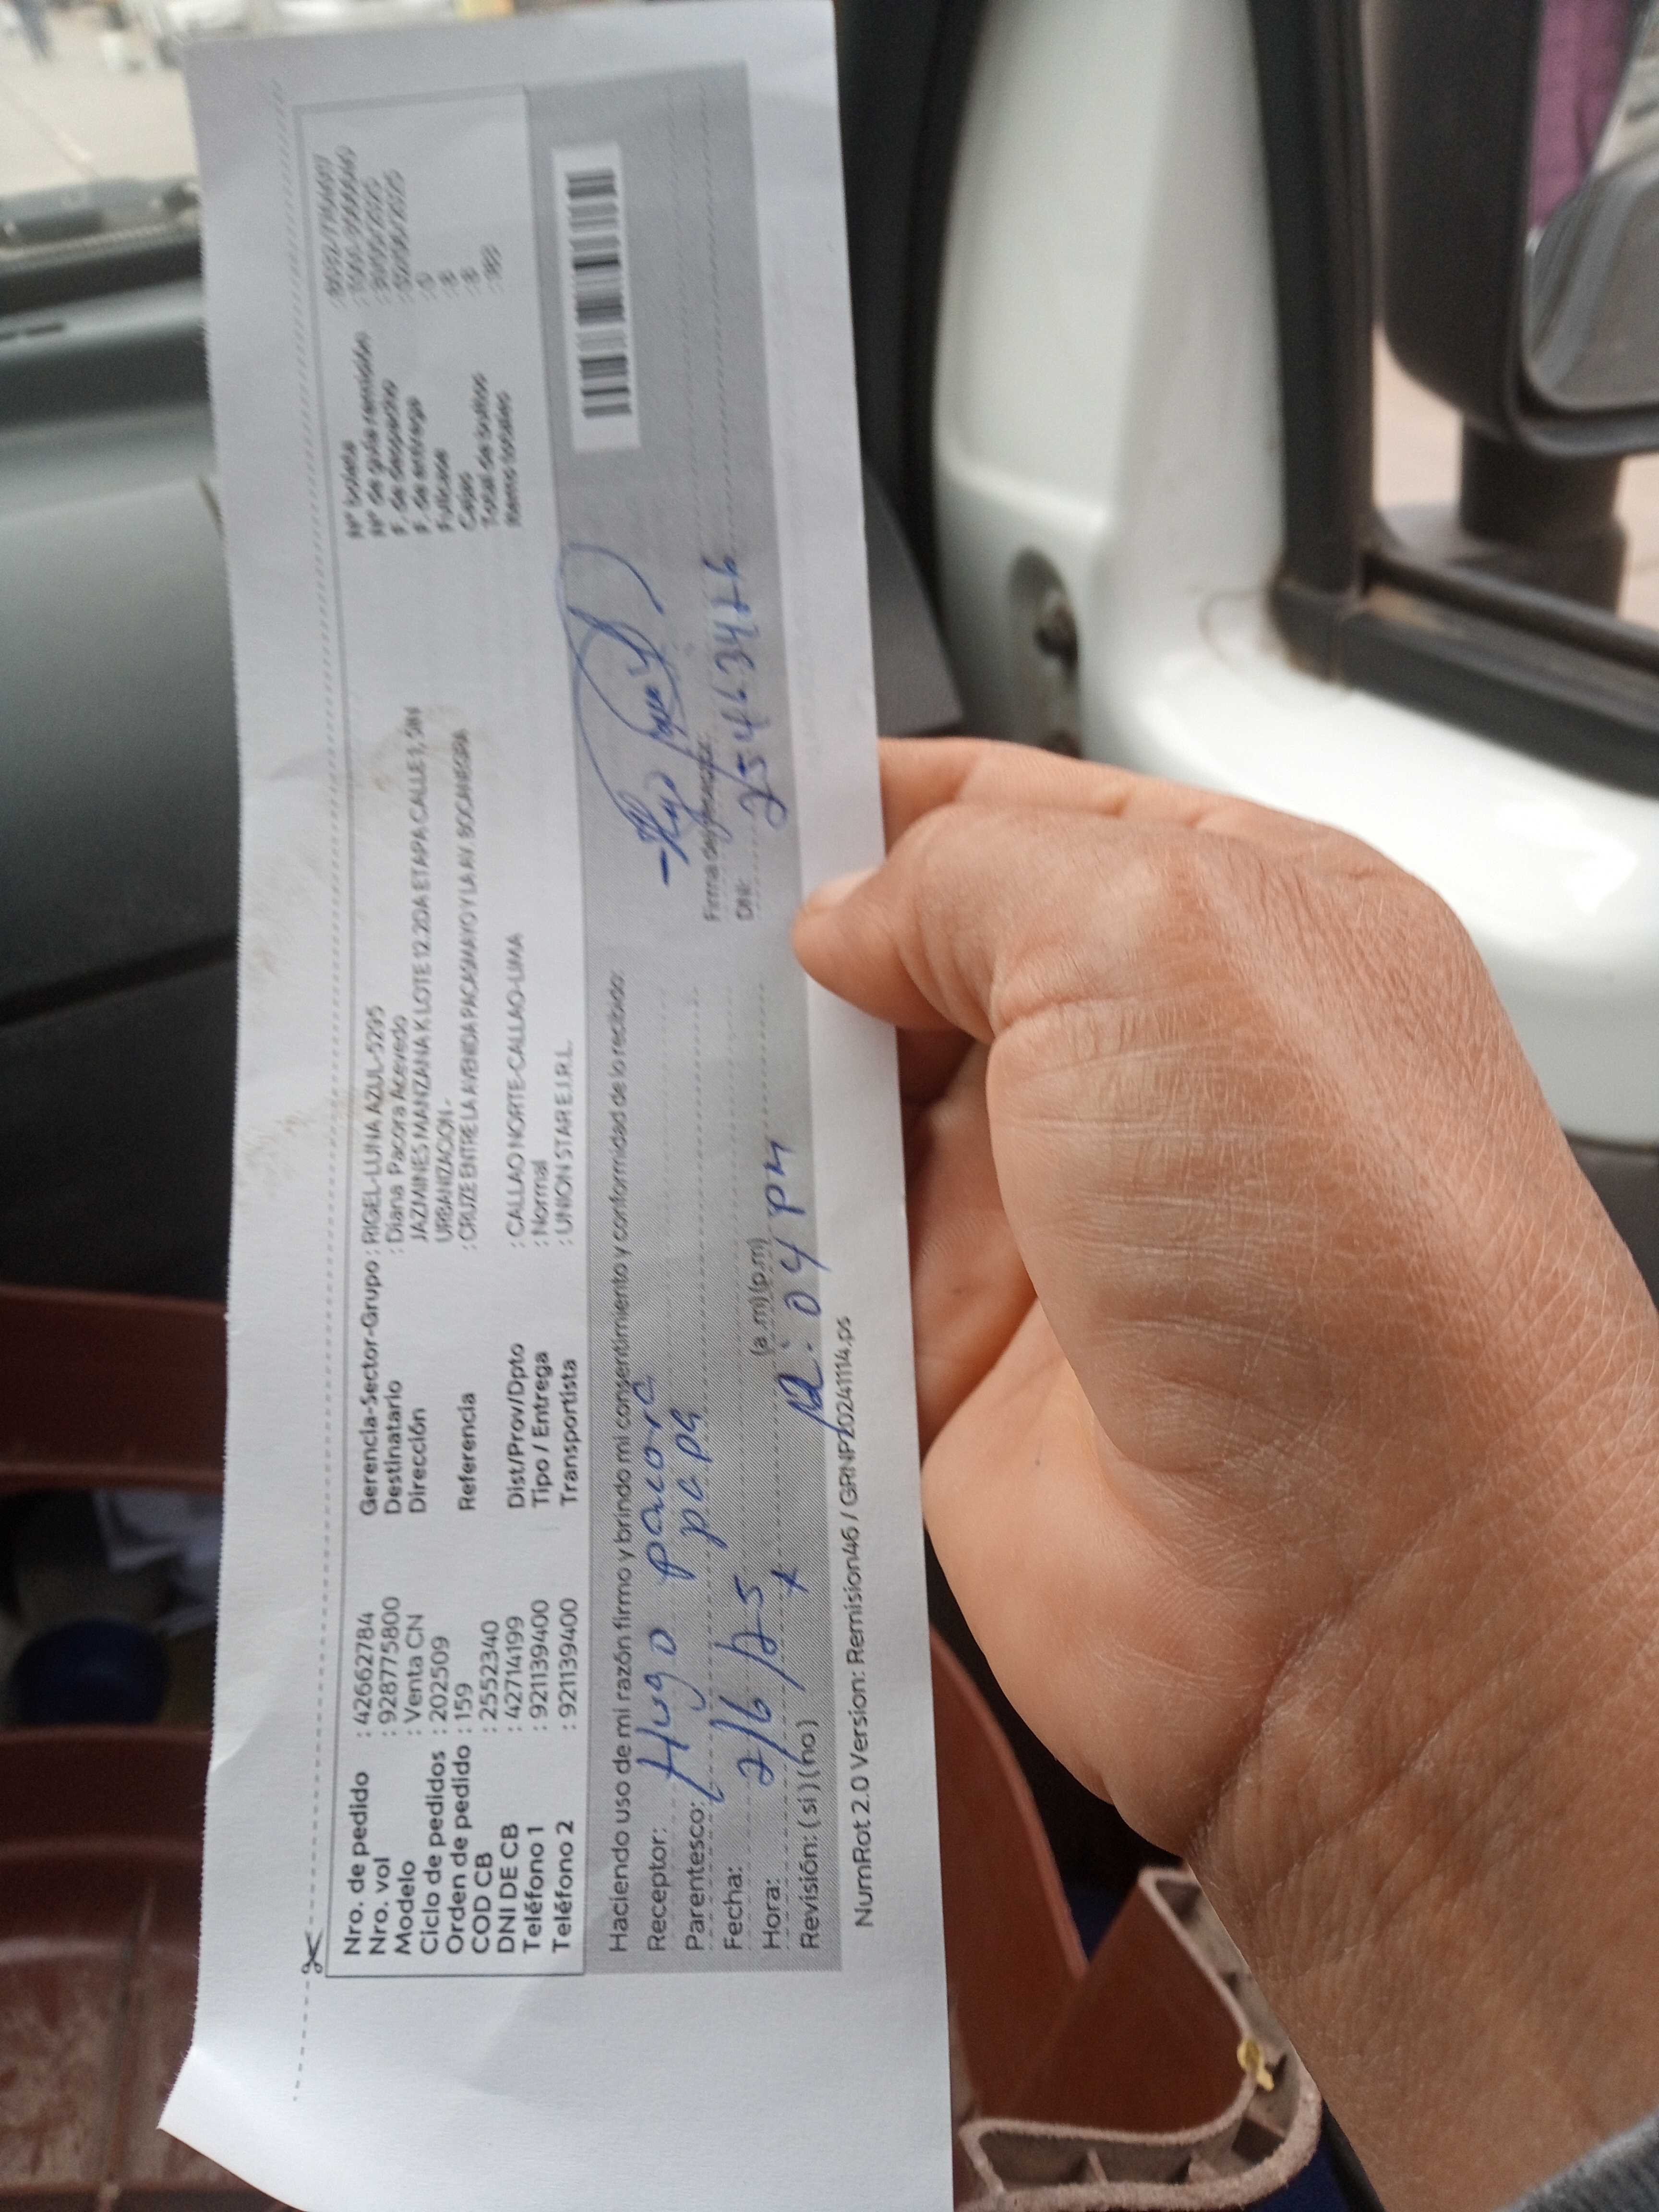 Nro. de pedido : 42662784
Nro. vol : 928775800
Modelo : Venta CN
Ciclo de pedidos : 202509
Orden de pedido : 159
COD CB : 2552340
DNI DE CB : 42714199
Teléfono 1 : 921139400
Teléfono 2 : 921139400
Gerencia-Sector-Grupo : RIGEL-LUNA AZUL-5295
Destinatario : Diana Pacora Acevedo
Dirección JAZMINES MANZANA K LOTE 12.2DA ETAPA CALLE 1, SIN
URBANIZACON -
Referencia : CRUZE ENTRE LA AVENIDA PACASMAYO Y LA AV BOCANEGRA
Dist/Prov/Dpto : CALLAO NORTE-CALLAO-LIMA
Tipo / Entrega : Normal
Transportista : UNION STAR E.I.R.L.
Nº boleta
Nº de guía remisión
F. de despacho
F. de entrega
Fullcase
Cajas
Total de bultos
Items totales
Haciendo uso de mi razón firmo y brindo mi consentimiento y conformidad de lo recibido:
Receptor: Hugo pacora
Parentesco: papa
Fecha: 2/6/25
Hora: (a.m)(p.m)
Revisión: (si)(no) x 12:04 pm
Firma del receptor:
DNI:
NumRot 2.0 Version: Remision46 / GRNP20241114.ps